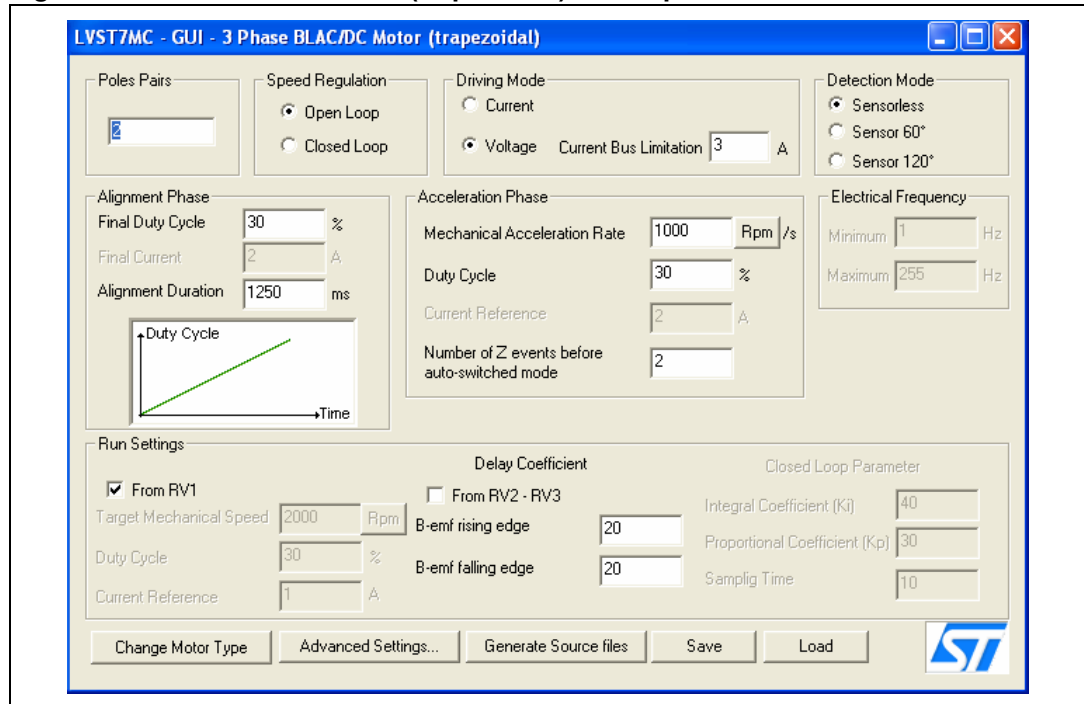 LVST7MC - GUI - 3 Phase BLAC/DC Motor (trapezoidal)
Poles Pairs
2
Speed Regulation
Open Loop
Closed Loop
Driving Mode
Current
Voltage Current Bus Limitation 3 A
Detection Mode
Sensorless
Sensor 60°
Sensor 120°
Alignment Phase
Final Duty Cycle 30 %
Final Current 2 A
Alignment Duration 1250 ms
Duty Cycle
Time
Acceleration Phase
Mechanical Acceleration Rate 1000 Rpm /s
Duty Cycle 30 %
Current Reference 2 A
Number of Z events before
auto-switched mode 2
Electrical Frequency
Minimum 1 Hz
Maximum 255 Hz
Run Settings
From RV1
Target Mechanical Speed 2000 Rpm
Duty Cycle 30 %
Current Reference 1 A
Delay Coefficient
From RV2 - RV3
B-emf rising edge 20
B-emf falling edge 20
Closed Loop Parameter
Integral Coefficient (Ki) 40
Proportional Coefficient (Kp) 30
Samplig Time 10
Change Motor Type Advanced Settings... Generate Source files Save Load
ST